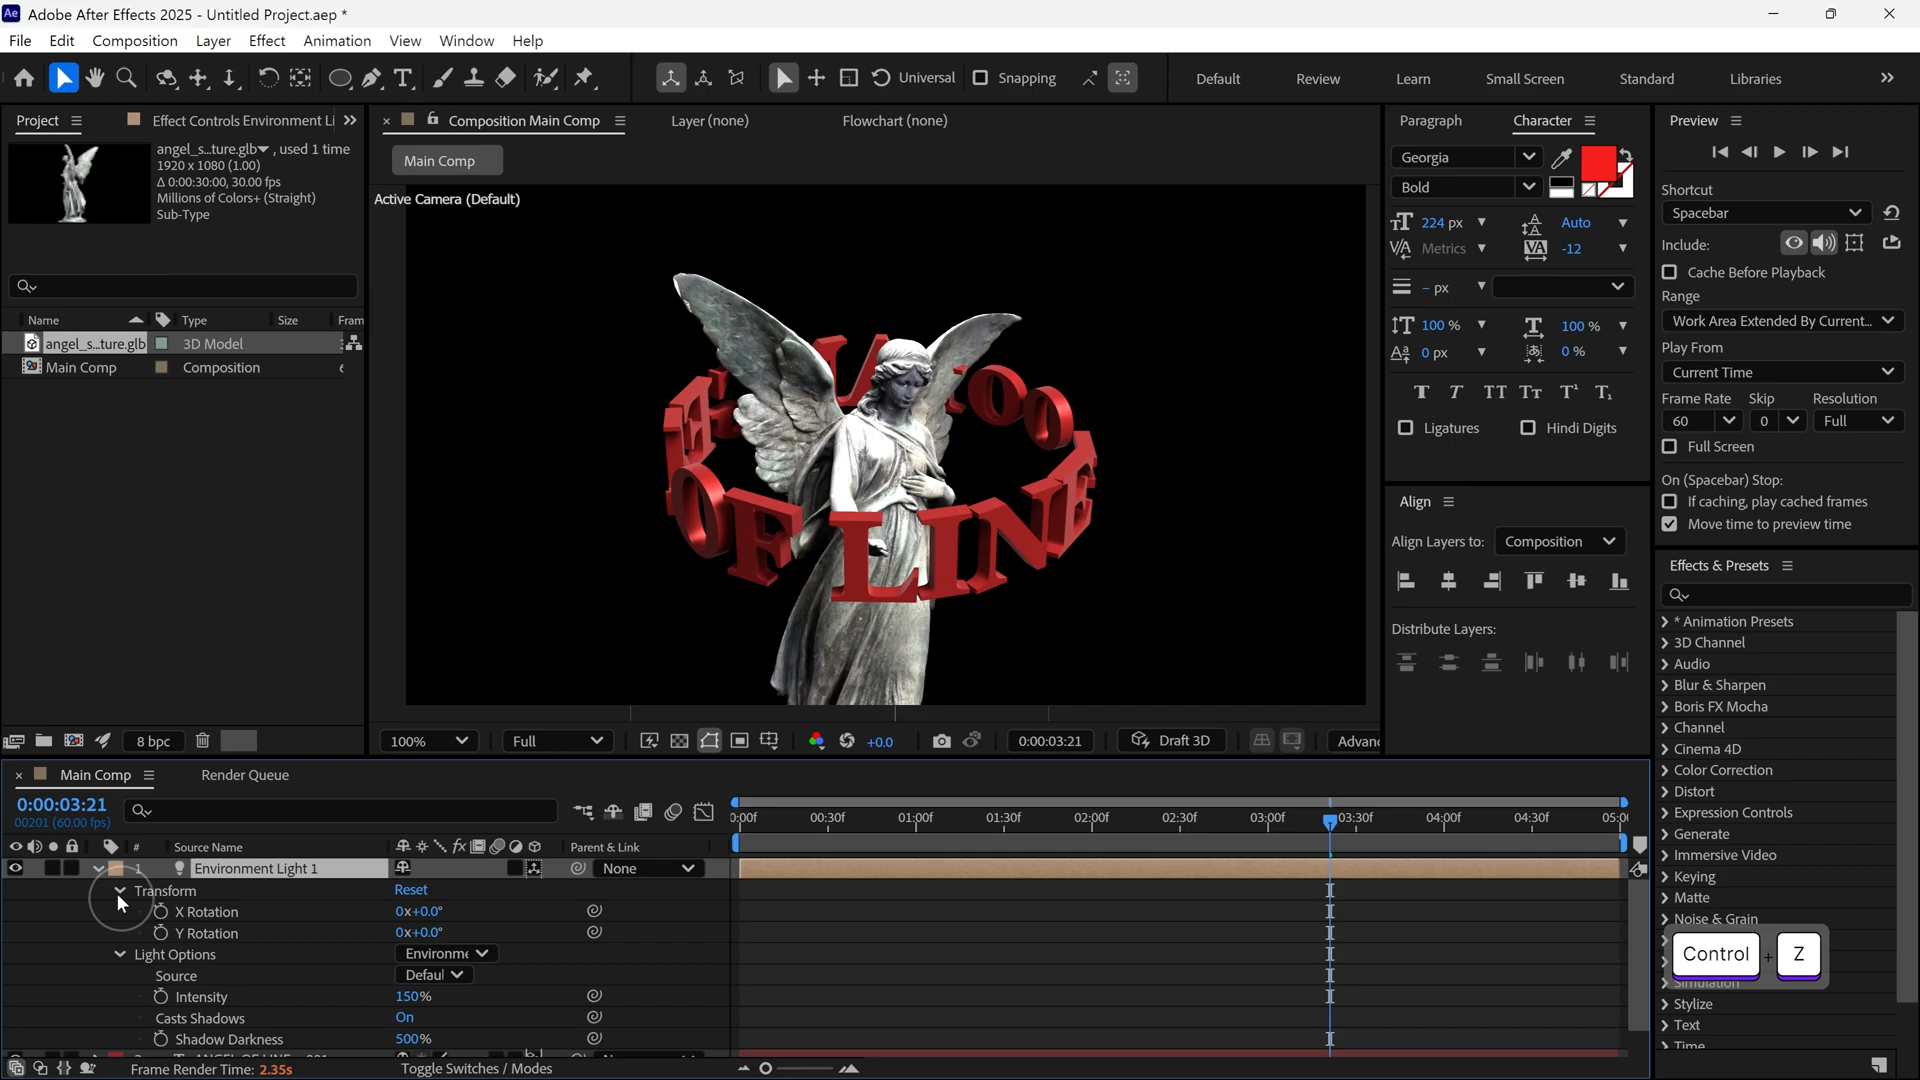 Adobe After Effects 2025 - Untitled Project.aep *
File Edit Composition Layer Effect Animation View Window Help
Universal Snapping Default Review Learn Small Screen Standard Libraries
Project Effect Controls Environment Li
angel_s...ture.glb , used 1 time
1920 x 1080 (1.00)
Δ 0:00:30:00, 30.00 fps
Millions of Colors+ (Straight)
Sub-Type
Name Type Size Fram
angel_s...ture.glb 3D Model
Main Comp Composition
8 bpc
Composition Main Comp Layer (none) Flowchart (none)
Main Comp
Active Camera (Default)
OF LINE
100% Full +0.0 0:00:03:21 Draft 3D Advanc
Paragraph Character
Georgia
Bold
224 px Auto
Metrics -12
- px
100 % 100 %
0 px 0 %
Ligatures Hindi Digits
Align
Align Layers to: Composition
Distribute Layers:
Preview
Shortcut
Spacebar
Include:
Cache Before Playback
Range
Work Area Extended By Current...
Play From
Current Time
Frame Rate Skip Resolution
60 0 Full
Full Screen
On (Spacebar) Stop:
If caching, play cached frames
Move time to preview time
Effects & Presets
* Animation Presets
3D Channel
Audio
Blur & Sharpen
Boris FX Mocha
Channel
Cinema 4D
Color Correction
Distort
Expression Controls
Generate
Immersive Video
Keying
Matte
Noise & Grain
Control + Z
Simulation
Stylize
Text
Time
Main Comp Render Queue
0:00:03:21
00201 (60.00 fps)
0:00f 00:30f 01:00f 01:30f 02:00f 02:30f 03:00f 03:30f 04:00f 04:30f 05:00
# Source Name Parent & Link
1 Environment Light 1 None
Transform Reset
X Rotation 0x+0.0°
Y Rotation 0x+0.0°
Light Options Environme
Source Defaul
Intensity 150%
Casts Shadows On
Shadow Darkness 500%
Frame Render Time: 2.35s Toggle Switches / Modes